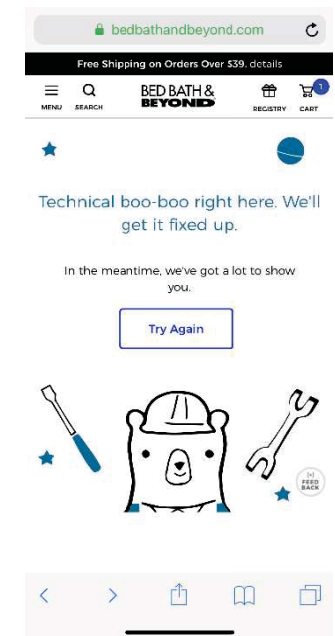 bedbathandbeyond.com
Free Shipping on Orders Over $39. details
MENU
SEARCH
BED BATH &
BEYOND
REGISTRY
CART
1
Technical boo-boo right here. We'll
get it fixed up.
In the meantime, we've got a lot to show
you.
Try Again
[+]
FEED
BACK